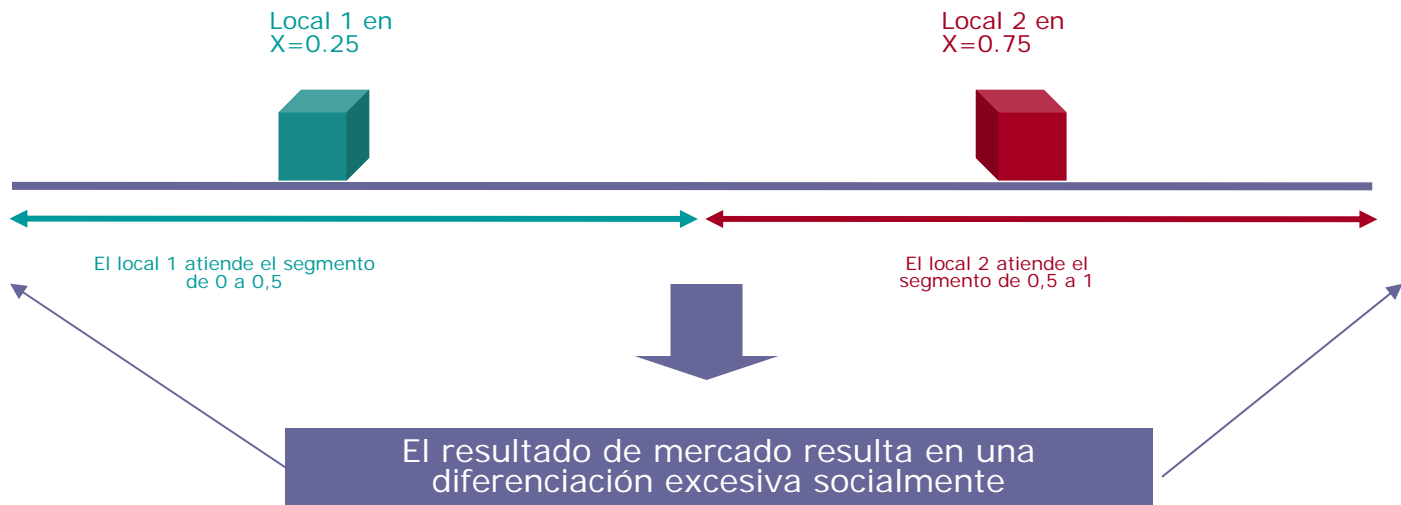 Local 1 en
X=0.25
Local 2 en
X=0.75
El local 1 atiende el segmento
de 0 a 0,5
El local 2 atiende el
segmento de 0,5 a 1
El resultado de mercado resulta en una
diferenciación excesiva socialmente